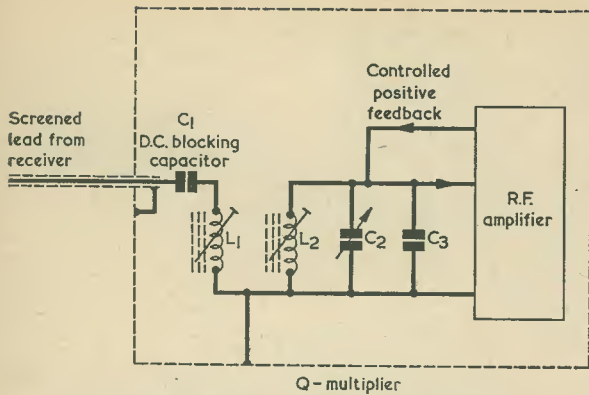 Screened
lead from
receiver
C1
D.C. blocking
capacitor
Controlled
positive
feedback
R.F.
amplifier
L1
L2
C2
C3
Q-multiplier